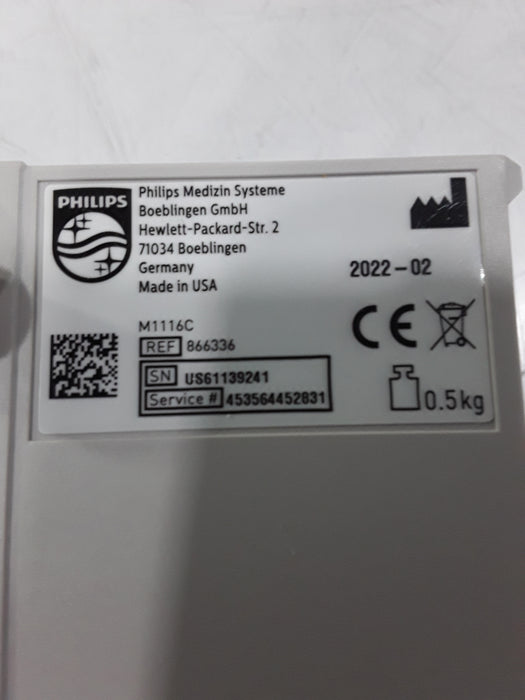 PHILIPS
Philips Medizin Systeme
Boeblingen GmbH
Hewlett-Packard-Str. 2
71034 Boeblingen
Germany
Made in USA
2022-02
M1116C
REF 866336
SN US61139241
Service # 453564452831
CE
0.5kg